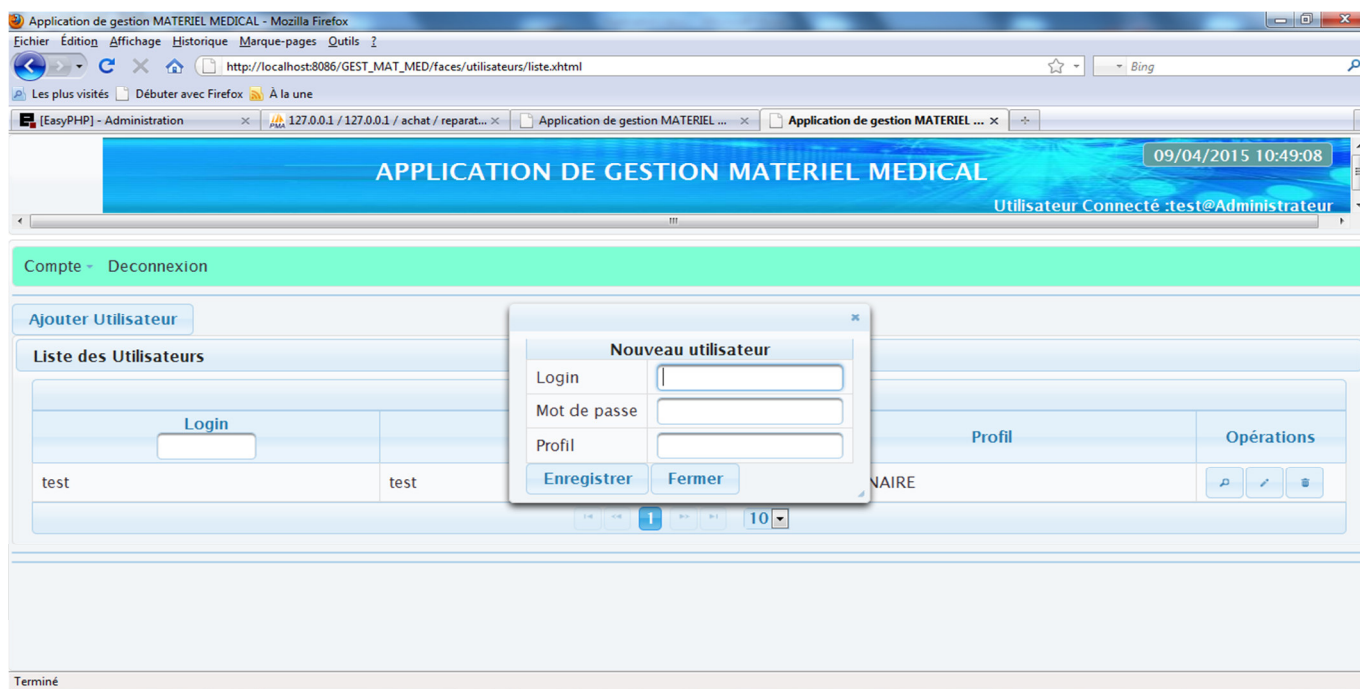 Application de gestion MATERIEL MEDICAL - Mozilla Firefox
Fichier Édition Affichage Historique Marque-pages Outils ?
http://localhost:8086/GEST_MAT_MED/faces/utilisateurs/liste.xhtml
Bing
Les plus visités Débuter avec Firefox À la une
[EasyPHP] - Administration
127.0.0.1 / 127.0.0.1 / achat / reparat...
Application de gestion MATERIEL ...
Application de gestion MATERIEL ...
09/04/2015 10:49:08
APPLICATION DE GESTION MATERIEL MEDICAL
Utilisateur Connecté :test@Administrateur
Compte Deconnexion
Ajouter Utilisateur
Liste des Utilisateurs
Nouveau utilisateur
Login
Mot de passe
Profil
Enregistrer Fermer
Login Profil Opérations
test test NAIRE
1 10
Terminé